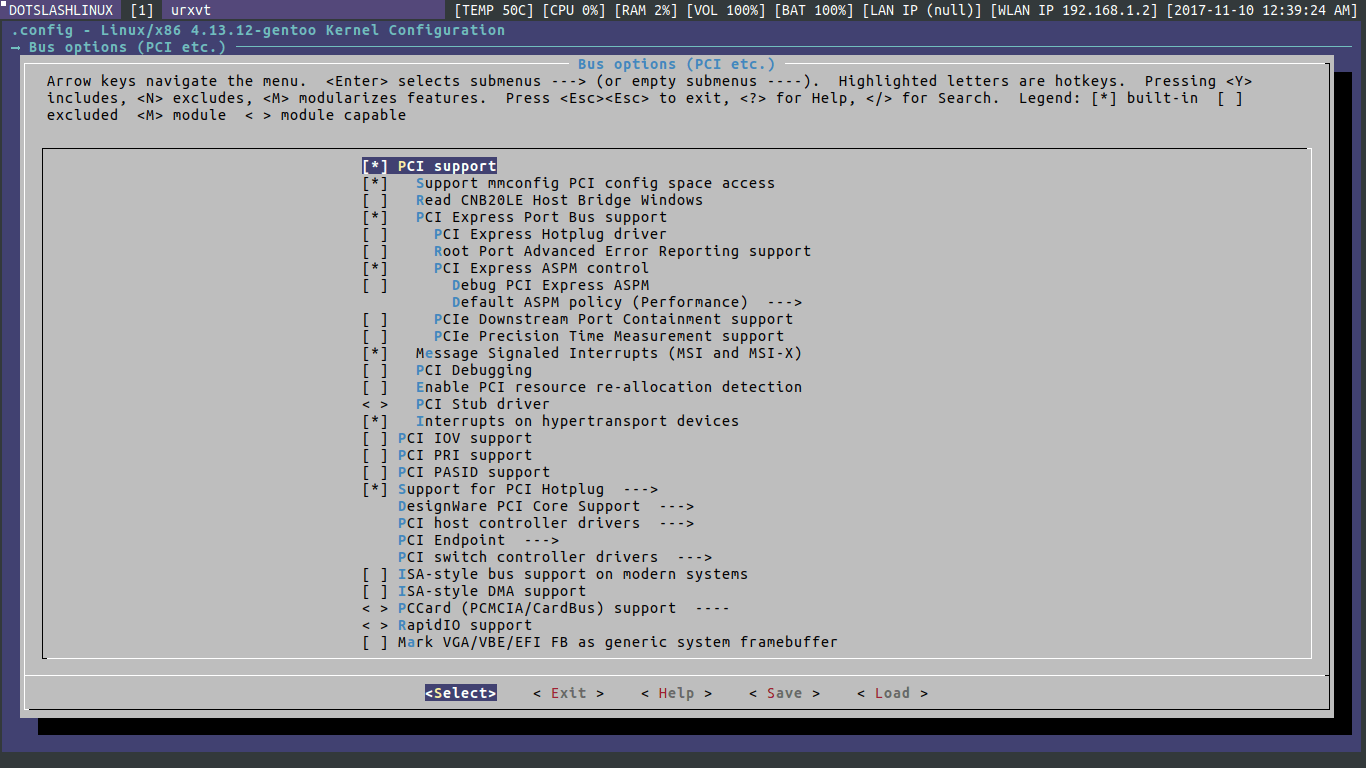 DOTSLASHLINUX [1] urxvt [TEMP 50C] [CPU 0%] [RAM 2%] [VOL 100%] [BAT 100%] [LAN IP (null)] [WLAN IP 192.168.1.2] [2017-11-10 12:39:24 AM]
.config - Linux/x86 4.13.12-gentoo Kernel Configuration
→ Bus options (PCI etc.)
Bus options (PCI etc.)
Arrow keys navigate the menu.  <Enter> selects submenus ---> (or empty submenus ----).  Highlighted letters are hotkeys.  Pressing <Y>
includes, <N> excludes, <M> modularizes features.  Press <Esc><Esc> to exit, <?> for Help, </> for Search.  Legend: [*] built-in  [ ]
excluded  <M> module  < > module capable
[*] PCI support
[*]   Support mmconfig PCI config space access
[ ]   Read CNB20LE Host Bridge Windows
[*]   PCI Express Port Bus support
[ ]     PCI Express Hotplug driver
[ ]     Root Port Advanced Error Reporting support
[*]     PCI Express ASPM control
[ ]       Debug PCI Express ASPM
Default ASPM policy (Performance)  --->
[ ]     PCIe Downstream Port Containment support
[ ]     PCIe Precision Time Measurement support
[*]   Message Signaled Interrupts (MSI and MSI-X)
[ ]   PCI Debugging
[ ]   Enable PCI resource re-allocation detection
< >   PCI Stub driver
[*]   Interrupts on hypertransport devices
[ ] PCI IOV support
[ ] PCI PRI support
[ ] PCI PASID support
[*] Support for PCI Hotplug  --->
DesignWare PCI Core Support  --->
PCI host controller drivers  --->
PCI Endpoint  --->
PCI switch controller drivers  --->
[ ] ISA-style bus support on modern systems
[ ] ISA-style DMA support
< > PCCard (PCMCIA/CardBus) support  ----
< > RapidIO support
[ ] Mark VGA/VBE/EFI FB as generic system framebuffer
<Select>    < Exit >    < Help >    < Save >    < Load >